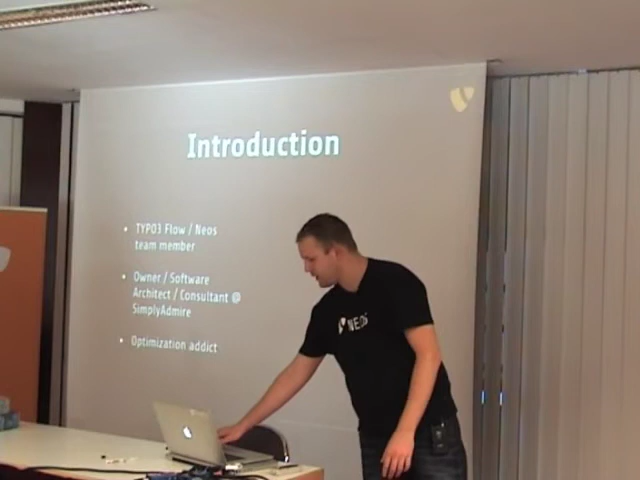 Introduction
• TYPO3 Flow / Neos
team member
• Owner / Software
Architect / Consultant @
SimplyAdmire
• Optimization addict
NEOS